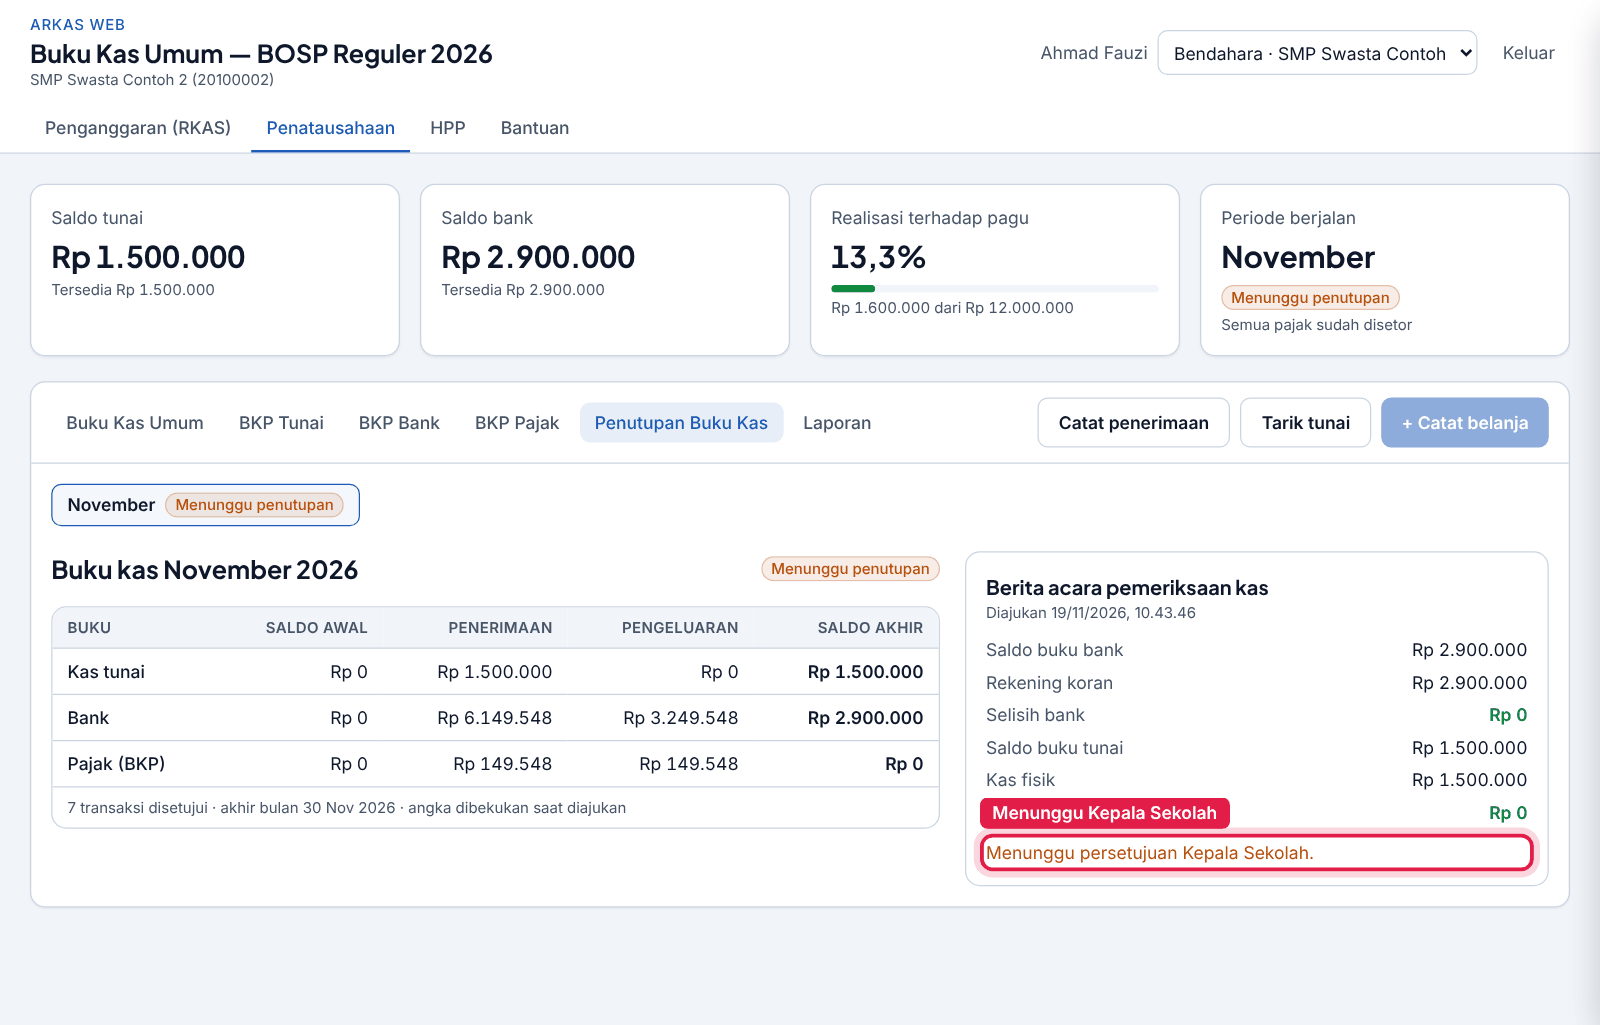 ARKAS WEB
Buku Kas Umum — BOSP Reguler 2026
SMP Swasta Contoh 2 (20100002)
Ahmad Fauzi
Bendahara · SMP Swasta Contoh
Keluar
Penganggaran (RKAS)
Penatausahaan
HPP
Bantuan
Saldo tunai
Rp 1.500.000
Tersedia Rp 1.500.000
Saldo bank
Rp 2.900.000
Tersedia Rp 2.900.000
Realisasi terhadap pagu
13,3%
Rp 1.600.000 dari Rp 12.000.000
Periode berjalan
November
Menunggu penutupan
Semua pajak sudah disetor
Buku Kas Umum
BKP Tunai
BKP Bank
BKP Pajak
Penutupan Buku Kas
Laporan
Catat penerimaan
Tarik tunai
+ Catat belanja
November Menunggu penutupan
Buku kas November 2026
Menunggu penutupan
BUKU SALDO AWAL PENERIMAAN PENGELUARAN SALDO AKHIR
Kas tunai Rp 0 Rp 1.500.000 Rp 0 Rp 1.500.000
Bank Rp 0 Rp 6.149.548 Rp 3.249.548 Rp 2.900.000
Pajak (BKP) Rp 0 Rp 149.548 Rp 149.548 Rp 0
7 transaksi disetujui · akhir bulan 30 Nov 2026 · angka dibekukan saat diajukan
Berita acara pemeriksaan kas
Diajukan 19/11/2026, 10.43.46
Saldo buku bank Rp 2.900.000
Rekening koran Rp 2.900.000
Selisih bank Rp 0
Saldo buku tunai Rp 1.500.000
Kas fisik Rp 1.500.000
Menunggu Kepala Sekolah Rp 0
Menunggu persetujuan Kepala Sekolah.